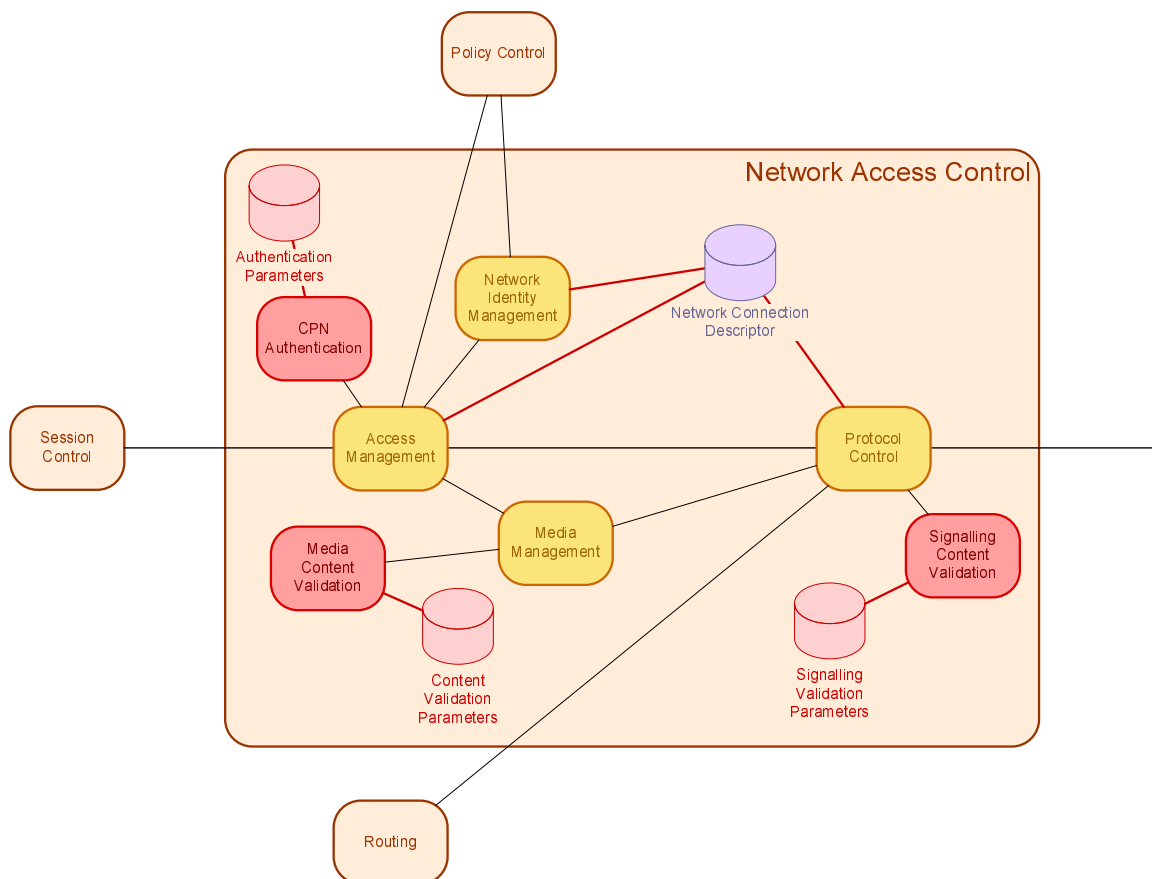 Policy Control
Network Access Control
Authentication
Parameters
Network
Identity
Management
Network Connection
Descriptor
CPN
Authentication
Session
Control
Access
Management
Protocol
Control
Media
Management
Media
Content
Validation
Signalling
Content
Validation
Content
Validation
Parameters
Signalling
Validation
Parameters
Routing